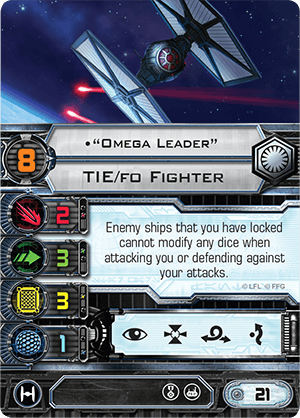 •"Omega Leader"
8
TIE/fo Fighter
2
3
3
1
Enemy ships that you have locked
cannot modify any dice when
attacking you or defending against
your attacks.
©LFL ©FFG
21